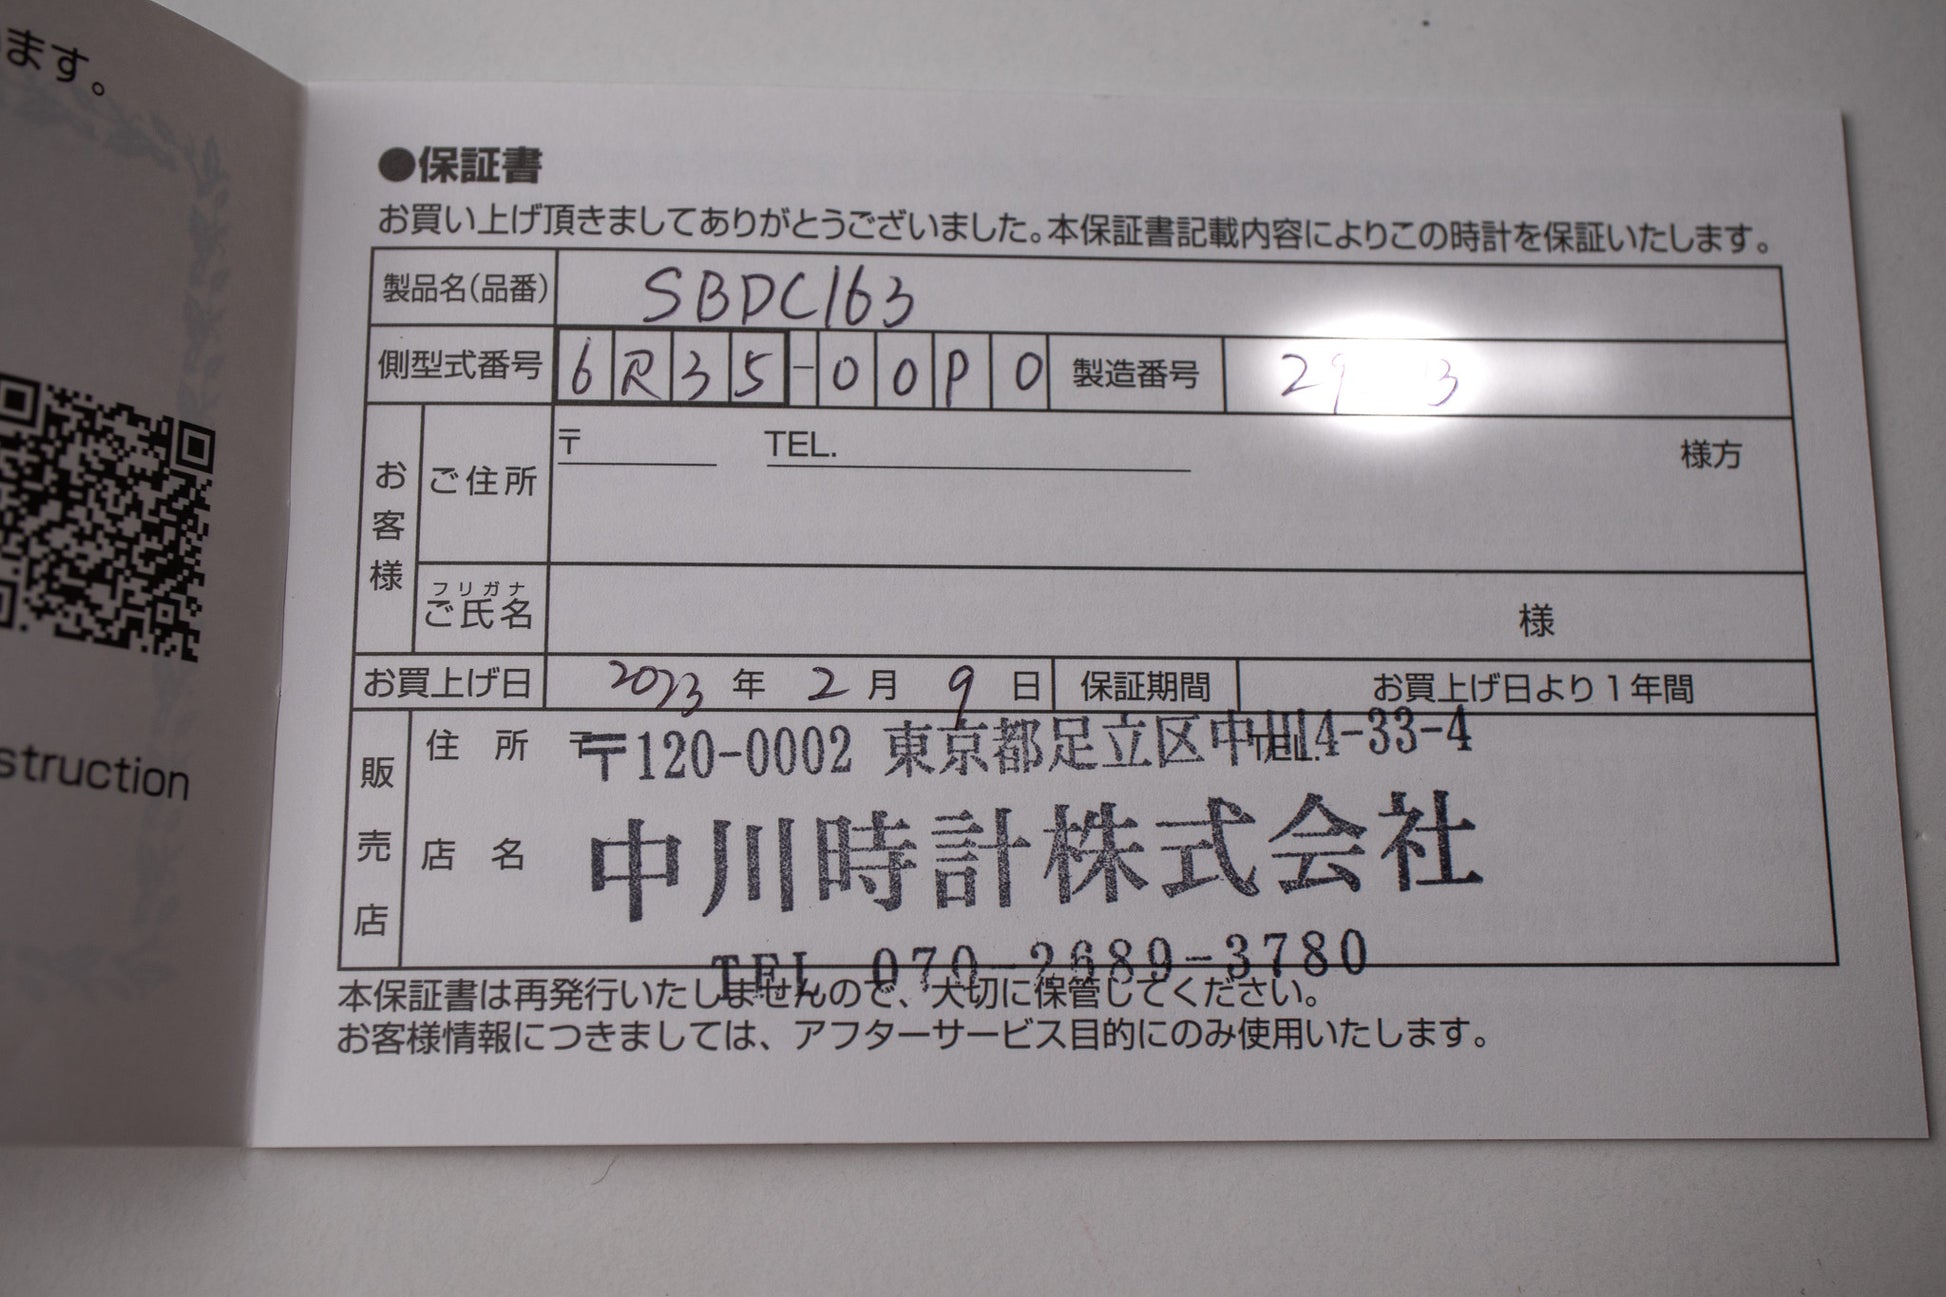 ます。
struction
●保証書
お買い上げ頂きましてありがとうございました。本保証書記載内容によりこの時計を保証いたします。
製品名(品番) SBDC163
側型式番号 6R35-00P0 製造番号
お客様
ご住所 〒 TEL. 様方
フリガナ
ご氏名 様
お買上げ日 2023年2月9日 保証期間 お買上げ日より1年間
販売店
住所 〒 TEL.
〒120-0002 東京都足立区中川4-33-4
店名 中川時計株式会社
TEL 070-2689-3780
本保証書は再発行いたしませんので、大切に保管してください。
お客様情報につきましては、アフターサービス目的にのみ使用いたします。